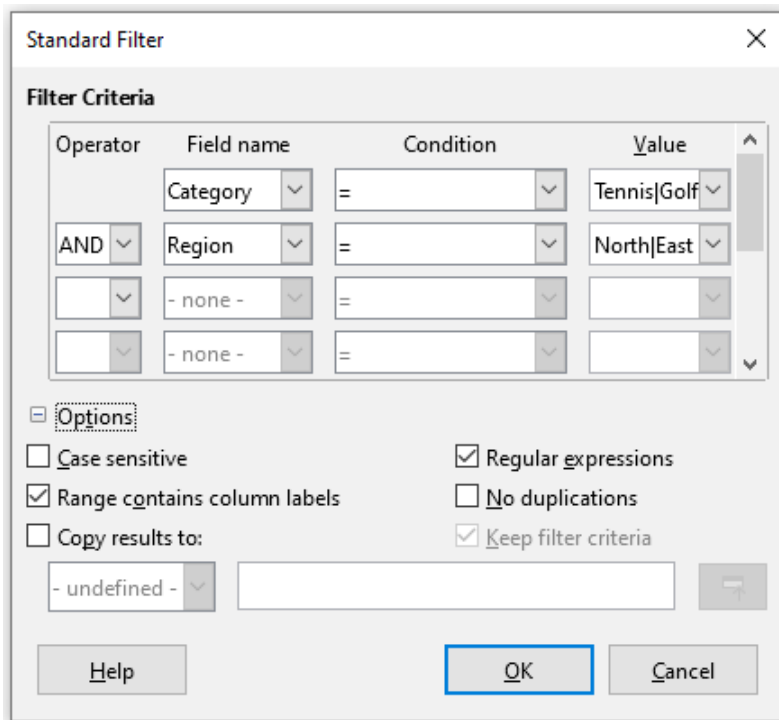 Standard Filter
Filter Criteria
Operator Field name Condition Value
Category = Tennis|Golf
AND Region = North|East
- none - =
- none - =
Options
Case sensitive Regular expressions
Range contains column labels No duplications
Copy results to: Keep filter criteria
- undefined -
Help OK Cancel